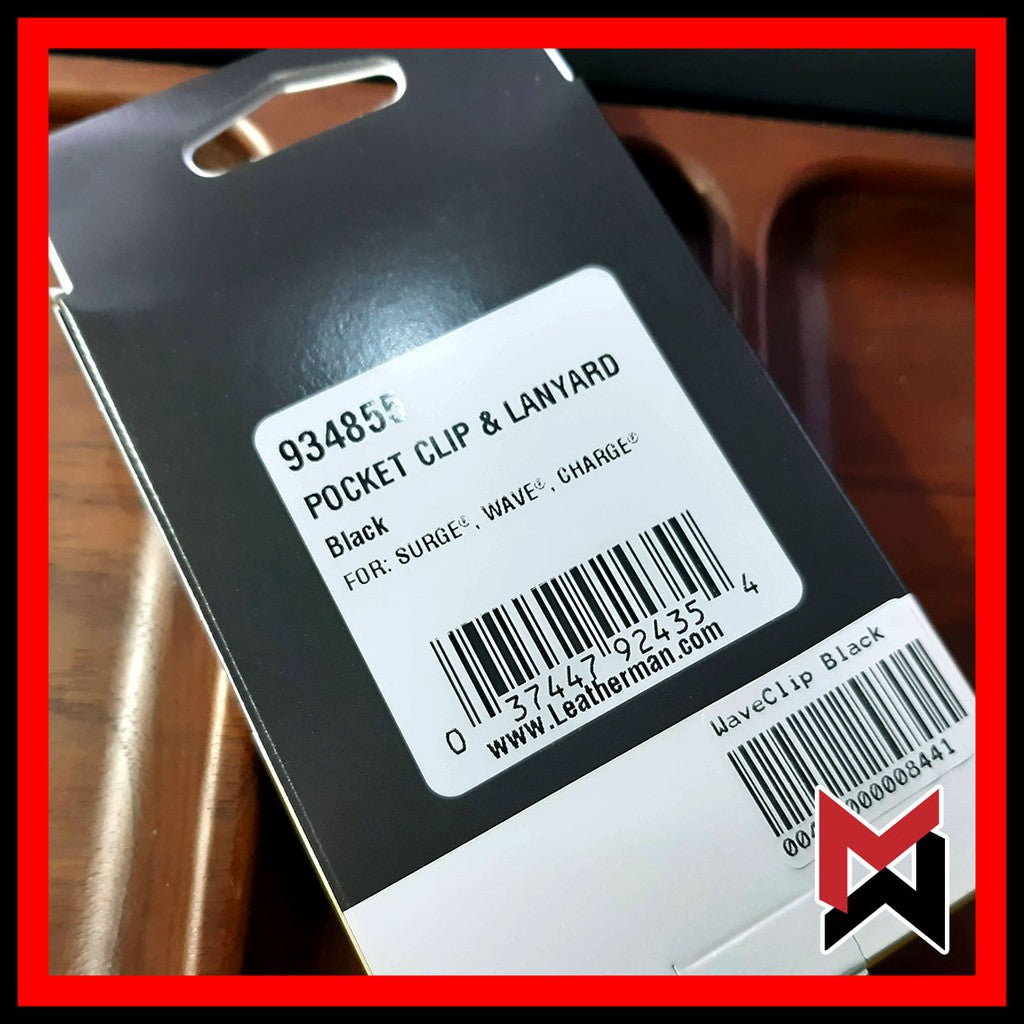 934855
POCKET CLIP & LANYARD
Black
FOR: SURGE®, WAVE®, CHARGE®
0 37447 92435 4
www.Leatherman.com
WaveClip Black